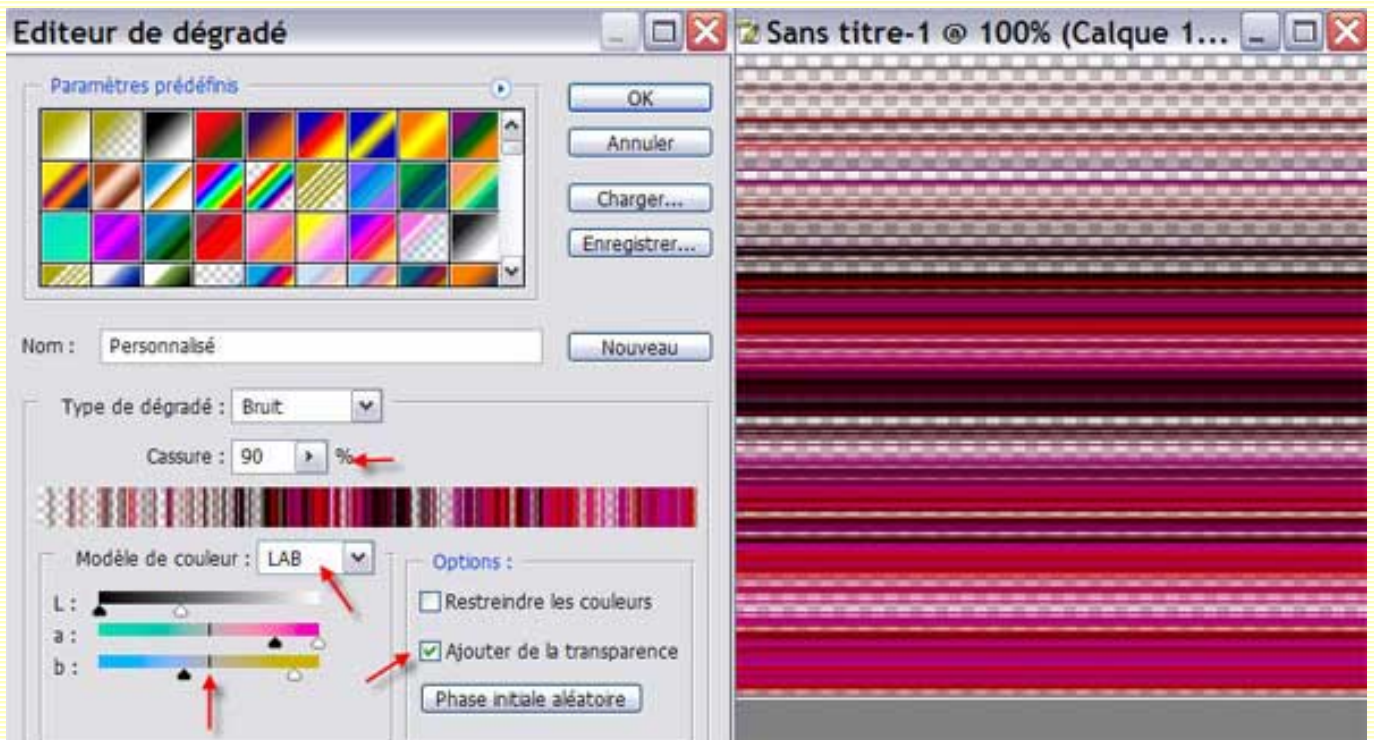 Editeur de dégradé
Sans titre-1 @ 100% (Calque 1...
Paramètres prédéfinis
OK
Annuler
Charger...
Enregistrer...
Nom : Personnalisé
Nouveau
Type de dégradé : Bruit
Cassure : 90 %
Modèle de couleur : LAB
Options :
L :
a :
b :
Restreindre les couleurs
Ajouter de la transparence
Phase initiale aléatoire